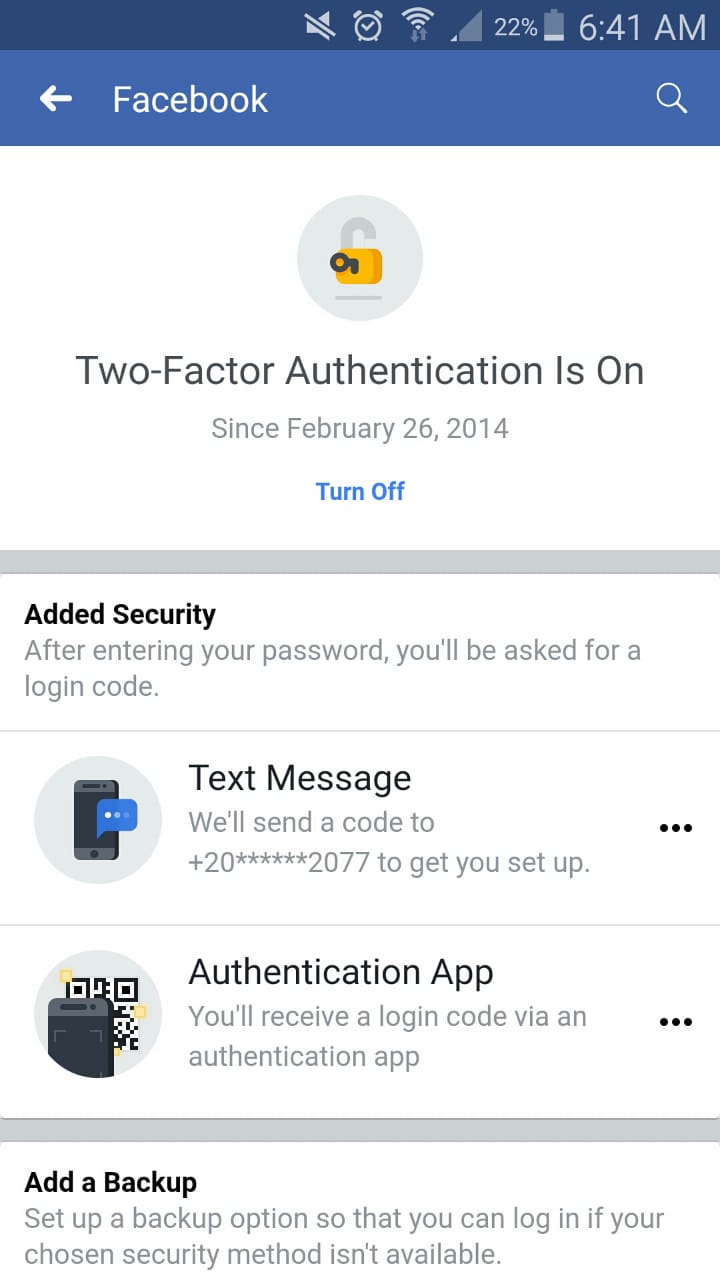 22% 6:41 AM
Facebook
Two-Factor Authentication Is On
Since February 26, 2014
Turn Off
Added Security
After entering your password, you'll be asked for a
login code.
Text Message
We'll send a code to
+20******2077 to get you set up.
Authentication App
You'll receive a login code via an
authentication app
Add a Backup
Set up a backup option so that you can log in if your
chosen security method isn't available.